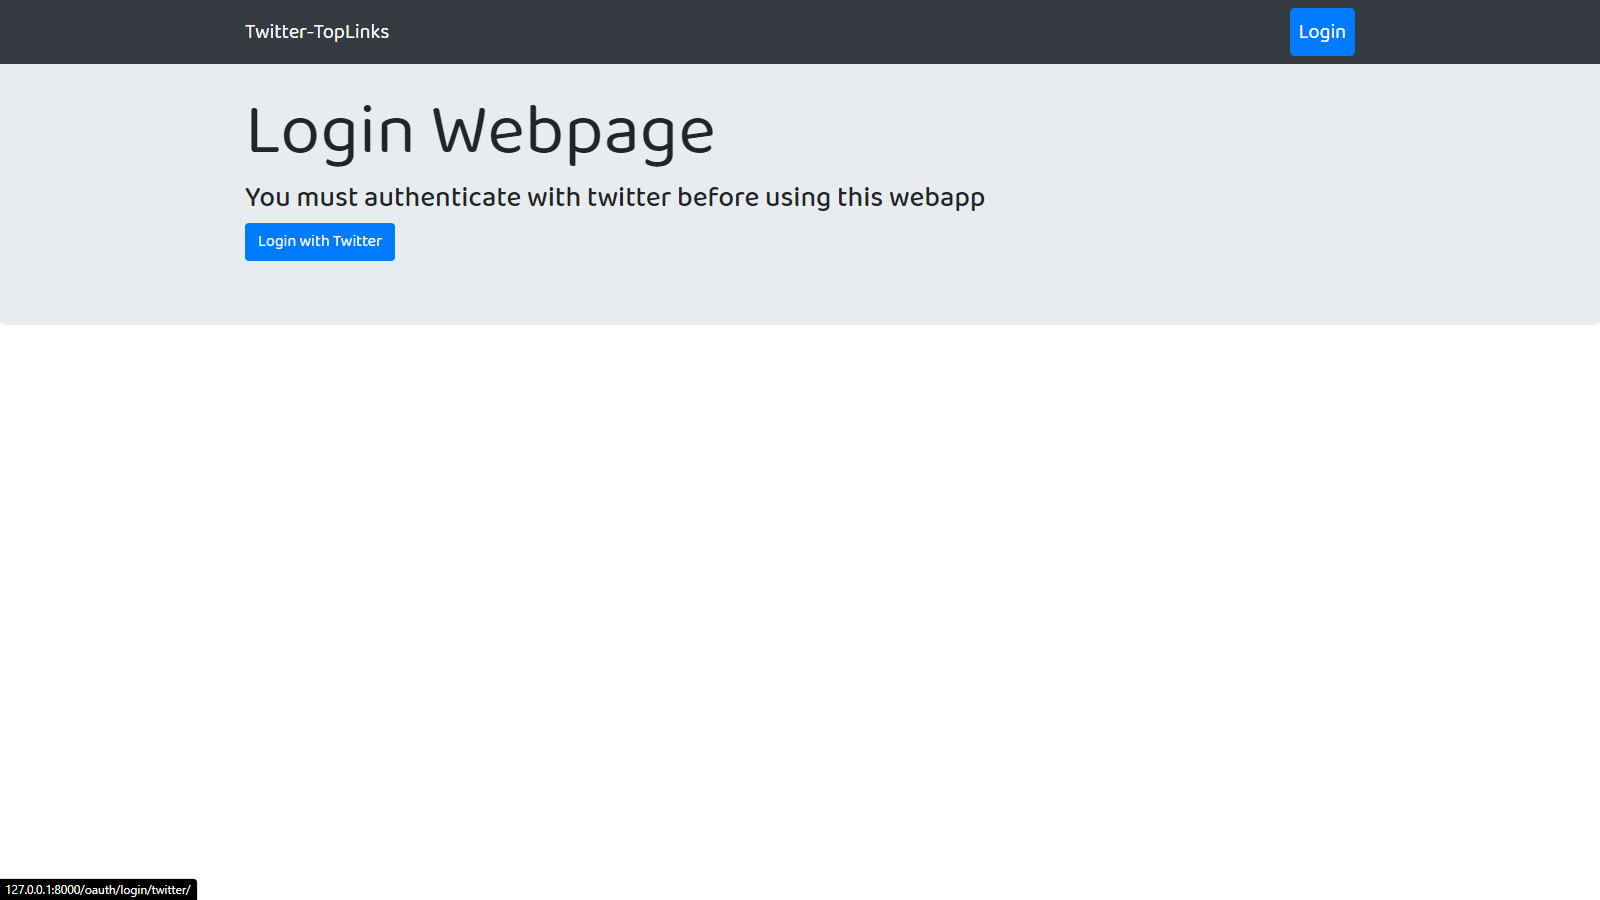 Twitter-TopLinks
Login
Login Webpage
You must authenticate with twitter before using this webapp
Login with Twitter
127.0.0.1:8000/oauth/login/twitter/